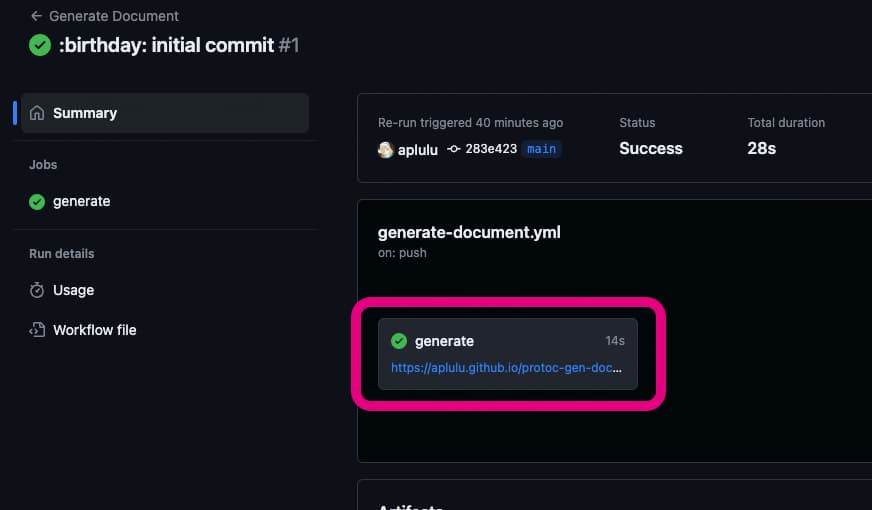 ← Generate Document
:birthday: initial commit #1
Summary
Jobs
generate
Run details
Usage
Workflow file
Re-run triggered 40 minutes ago
aplulu 283e423 main
Status
Success
Total duration
28s
generate-document.yml
on: push
generate 14s
https://aplulu.github.io/protoc-gen-doc...